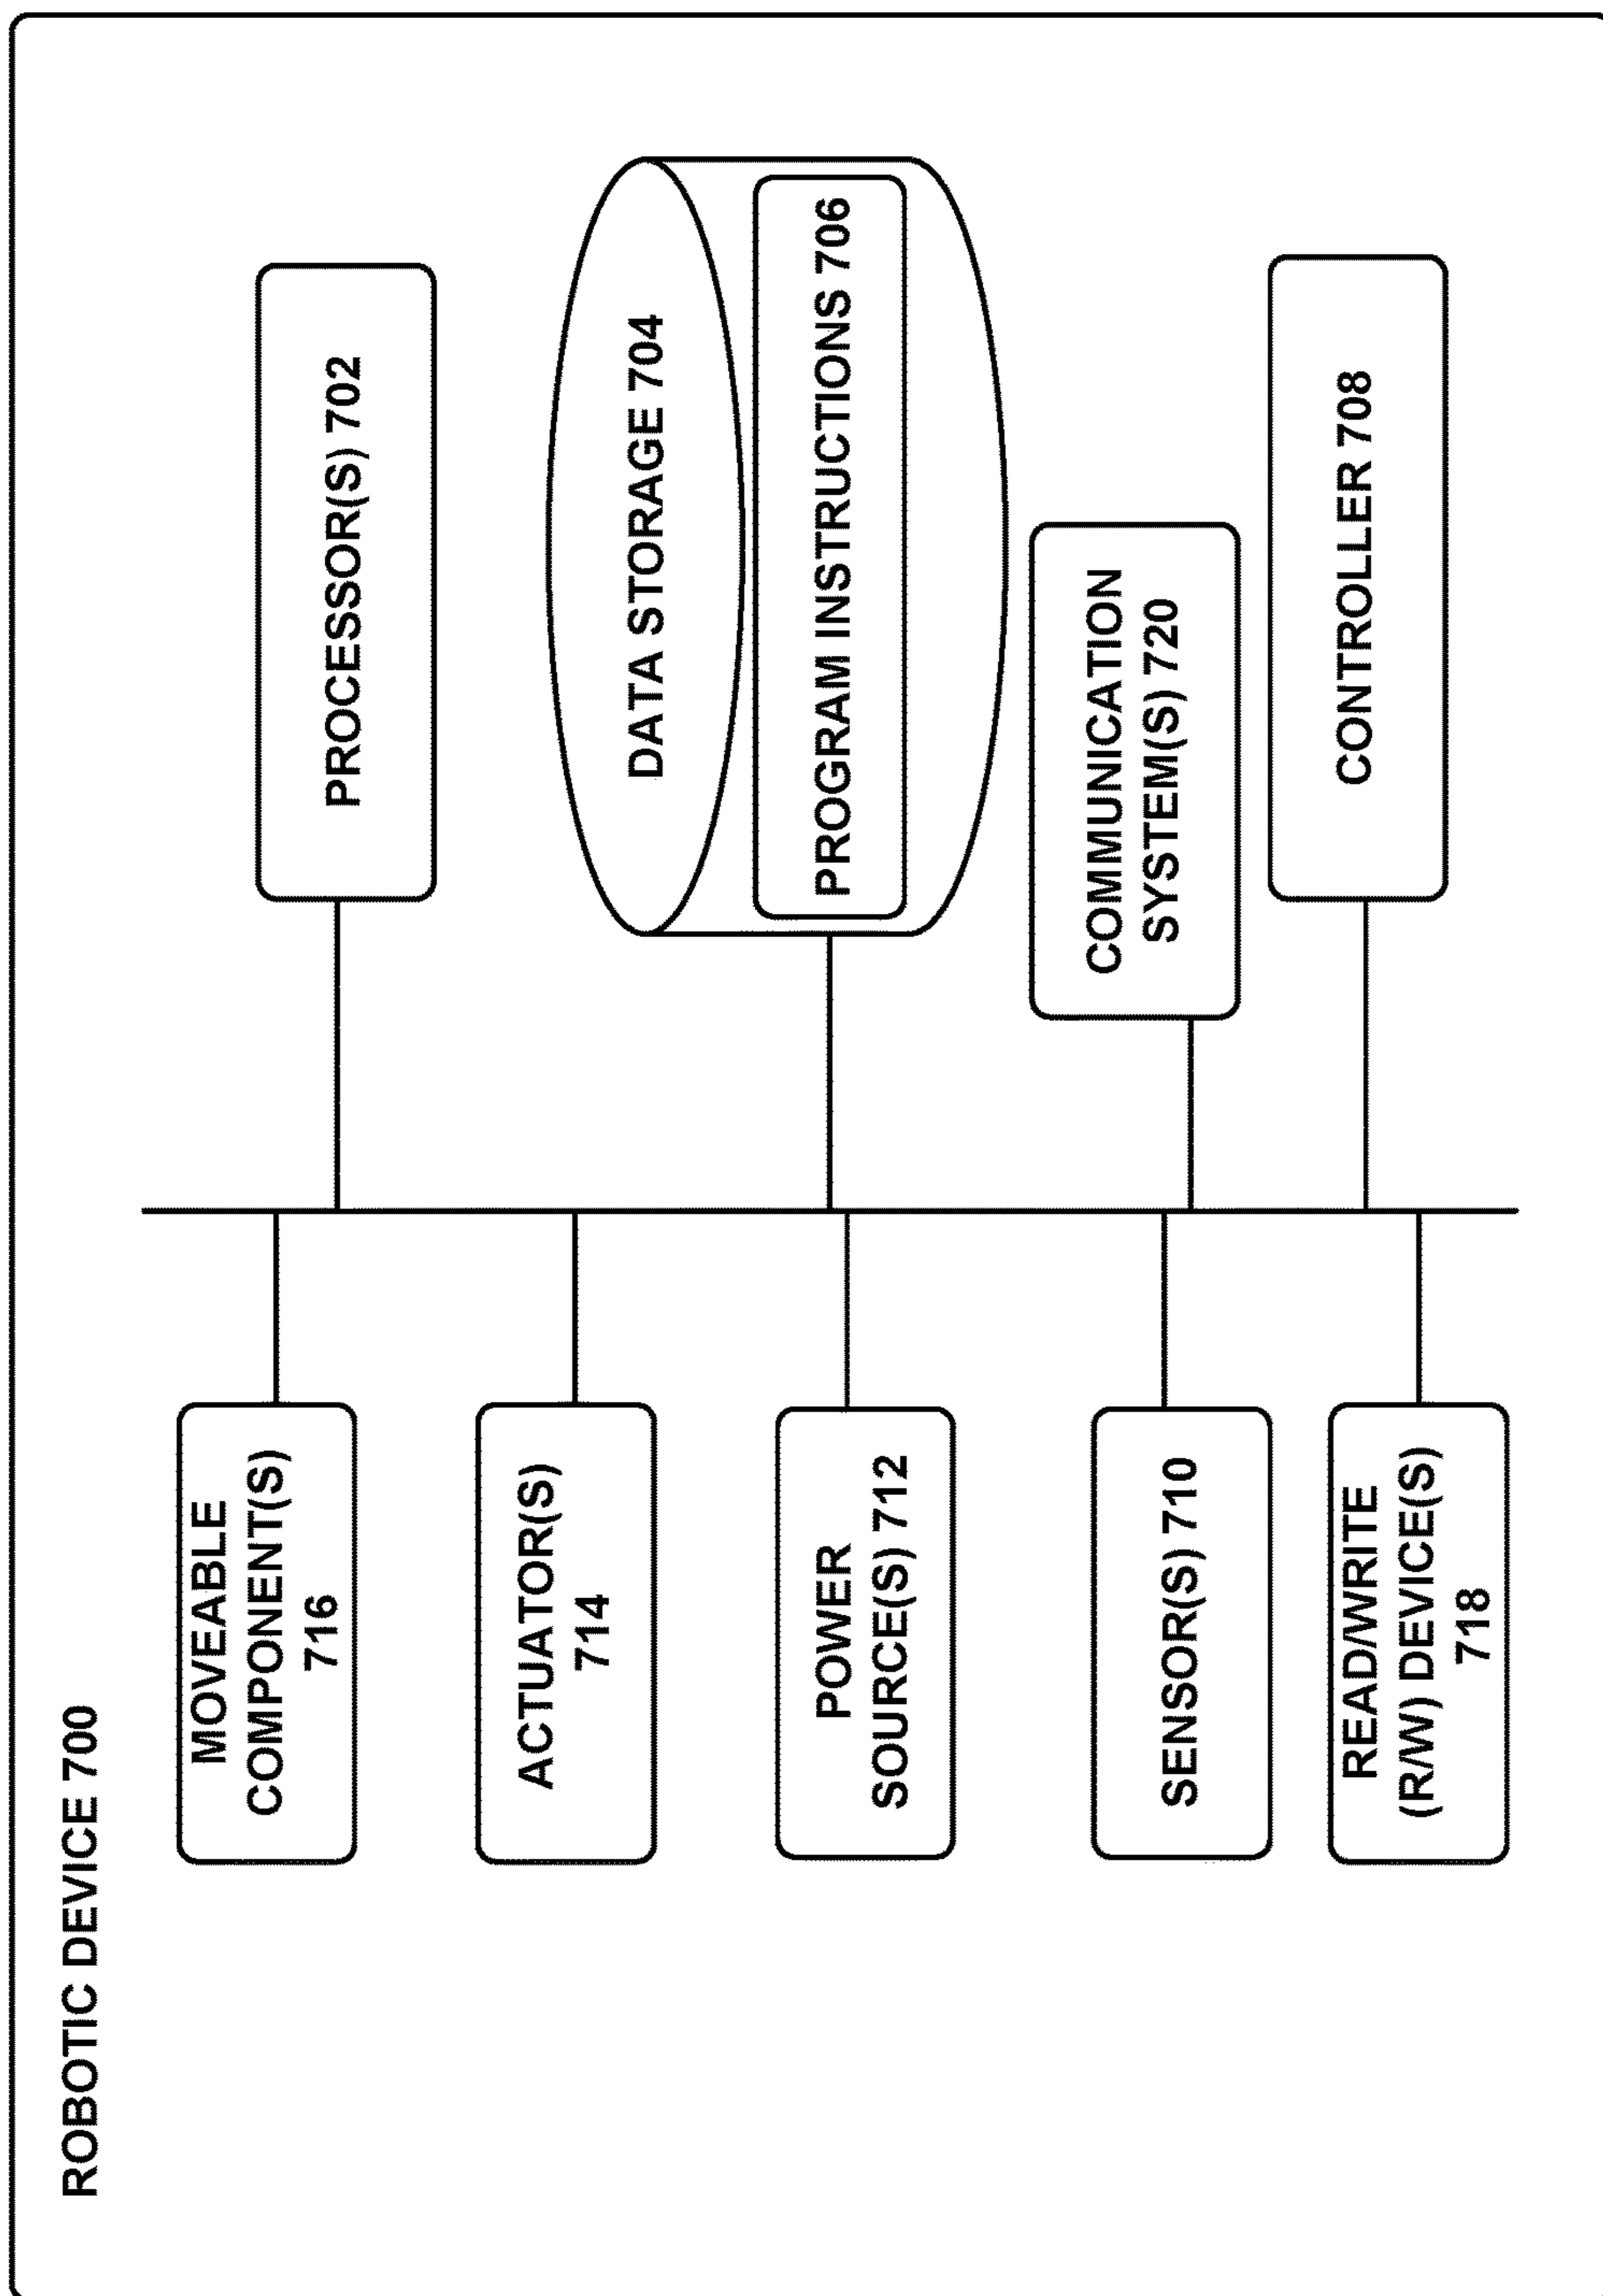 ROBOTIC DEVICE 700
MOVEABLE
COMPONENT(S)
716
PROCESSOR(S) 702
ACTUATOR(S)
714
DATA STORAGE 704
POWER
SOURCE(S) 712
PROGRAM INSTRUCTIONS 706
SENSOR(S) 710
COMMUNICATION
SYSTEM(S) 720
READ/WRITE
(R/W) DEVICE(S)
718
CONTROLLER 708